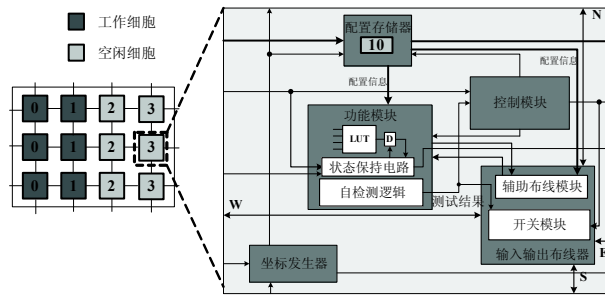 工作细胞
空闲细胞
0 1 2 3
0 1 2 3
0 1 2 3
N
配置存储器
10
配置信息
配置信息
控制模块
功能模块
LUT
D
状态保持电路
自检测逻辑
测试结果
辅助布线模块
开关模块
输入输出布线器
W
E
坐标发生器
S